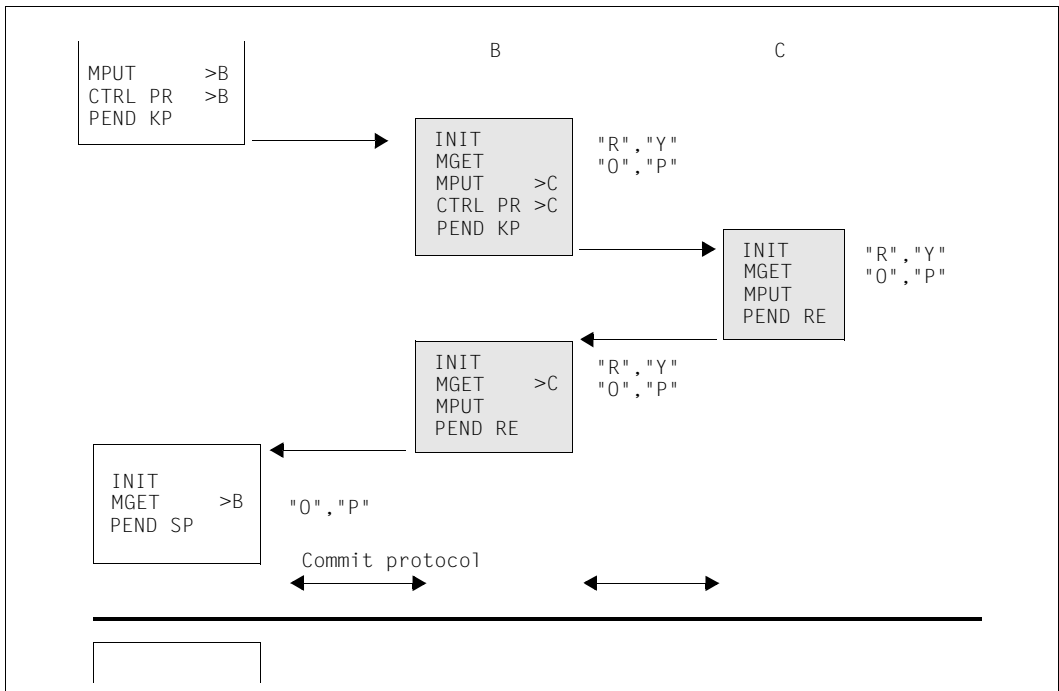 B
C
MPUT >B
CTRL PR >B
PEND KP
INIT
MGET
MPUT >C
CTRL PR >C
PEND KP
"R","Y"
"O","P"
INIT
MGET
MPUT
PEND RE
"R","Y"
"O","P"
INIT
MGET >C
MPUT
PEND RE
"R","Y"
"O","P"
INIT
MGET >B
PEND SP
"O","P"
Commit protocol